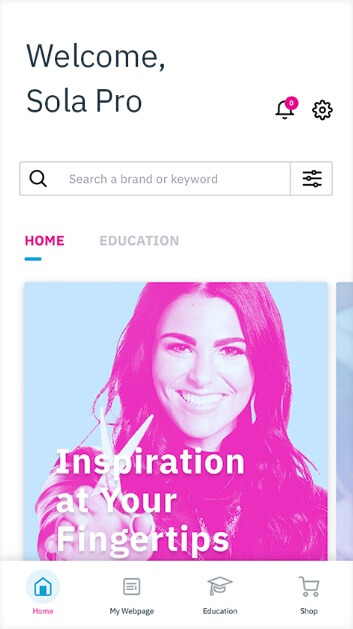 Welcome,
Sola Pro
0
Search a brand or keyword
HOME EDUCATION
Inspiration
at Your
Fingertips
Home My Webpage Education Shop